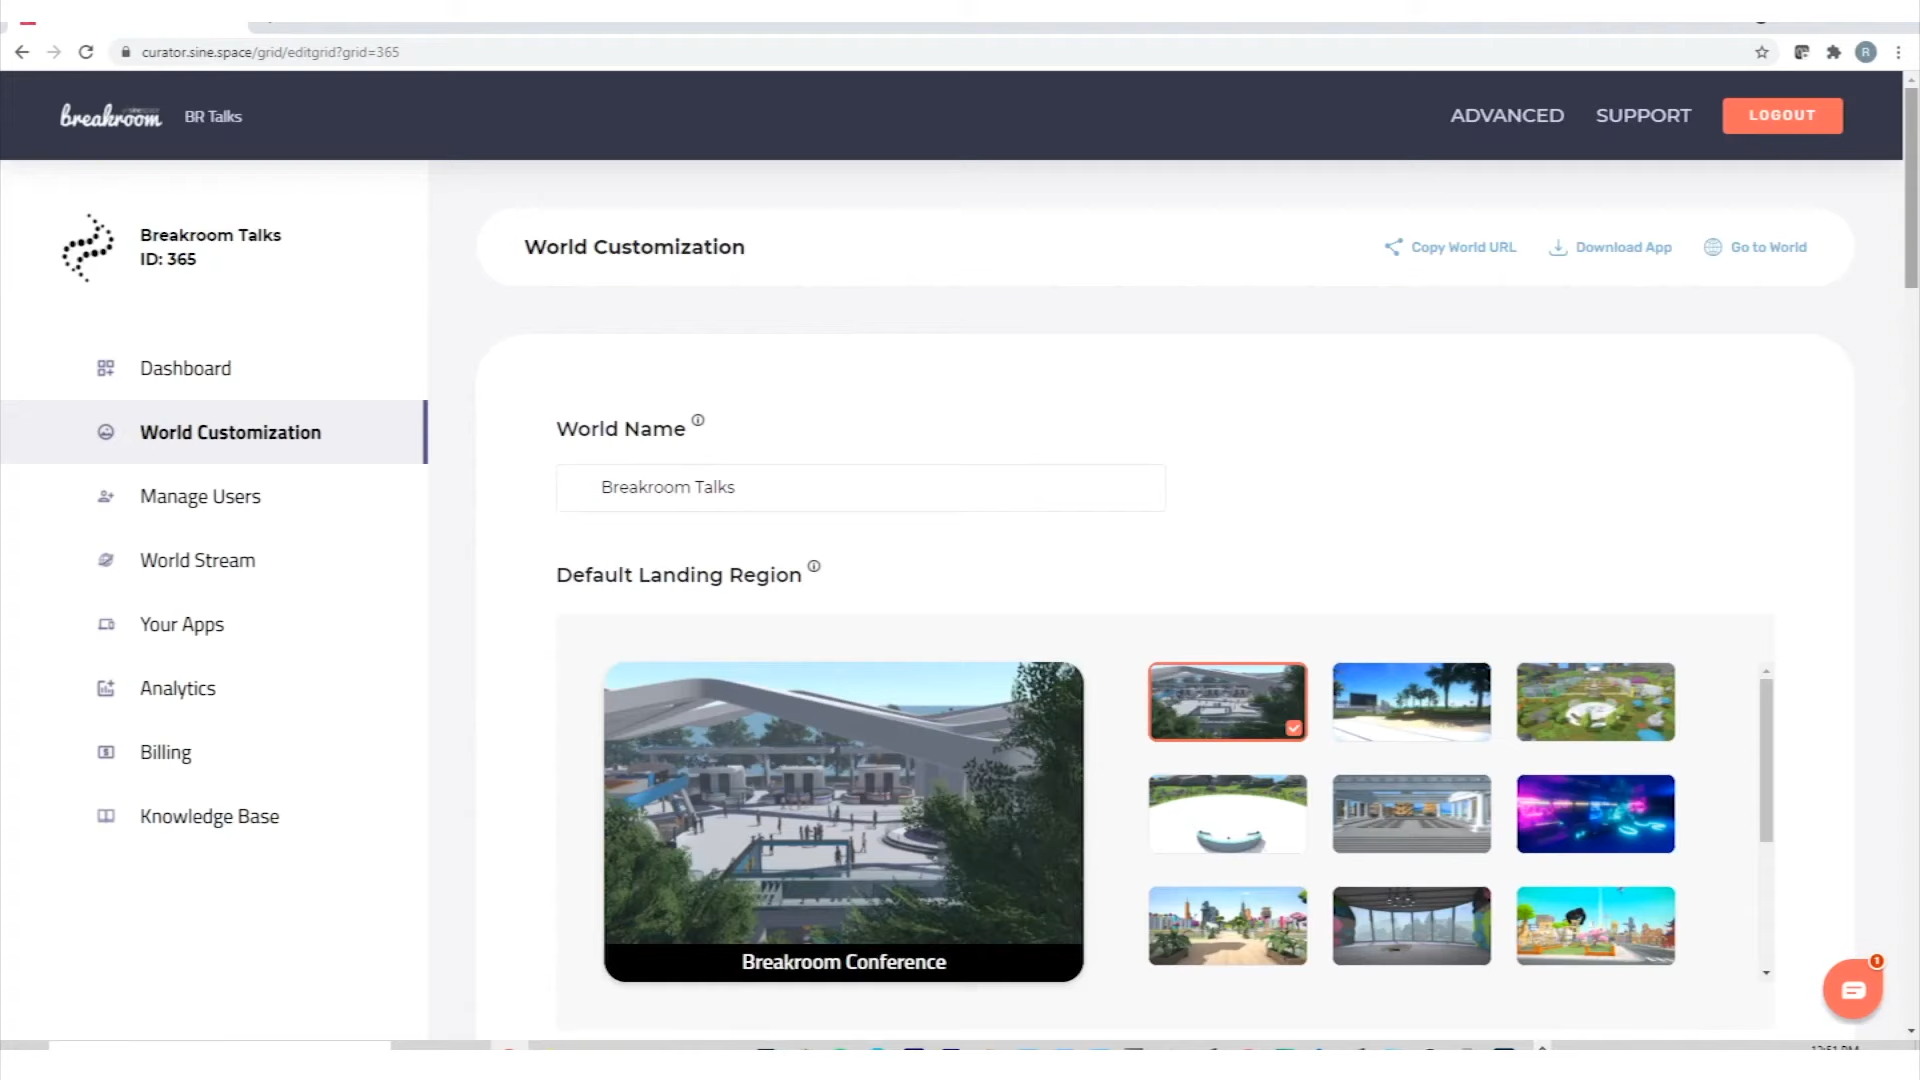 curator.sine.space/grid/editgrid?grid=365
R
breakroom
BR Talks
ADVANCED
SUPPORT
LOGOUT
Breakroom Talks
ID: 365
World Customization
Copy World URL
Download App
Go to World
Dashboard
World Customization
Manage Users
World Stream
Your Apps
Analytics
Billing
Knowledge Base
World Name
Breakroom Talks
Default Landing Region
Breakroom Conference
1